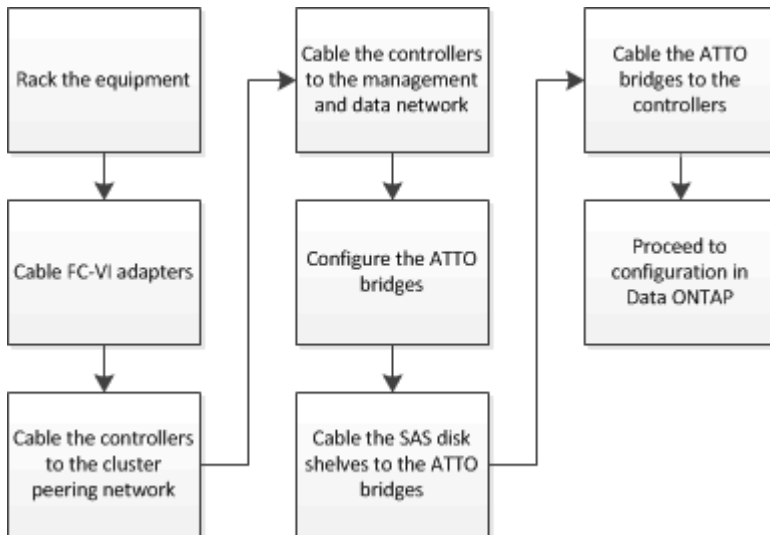 Rack the equipment
Cable FC-VI adapters
Cable the controllers
to the cluster
peering network
Cable the controllers
to the management
and data network
Configure the ATTO
bridges
Cable the SAS disk
shelves to the ATTO
bridges
Cable the ATTO
bridges to the
controllers
Proceed to
configuration in
Data ONTAP